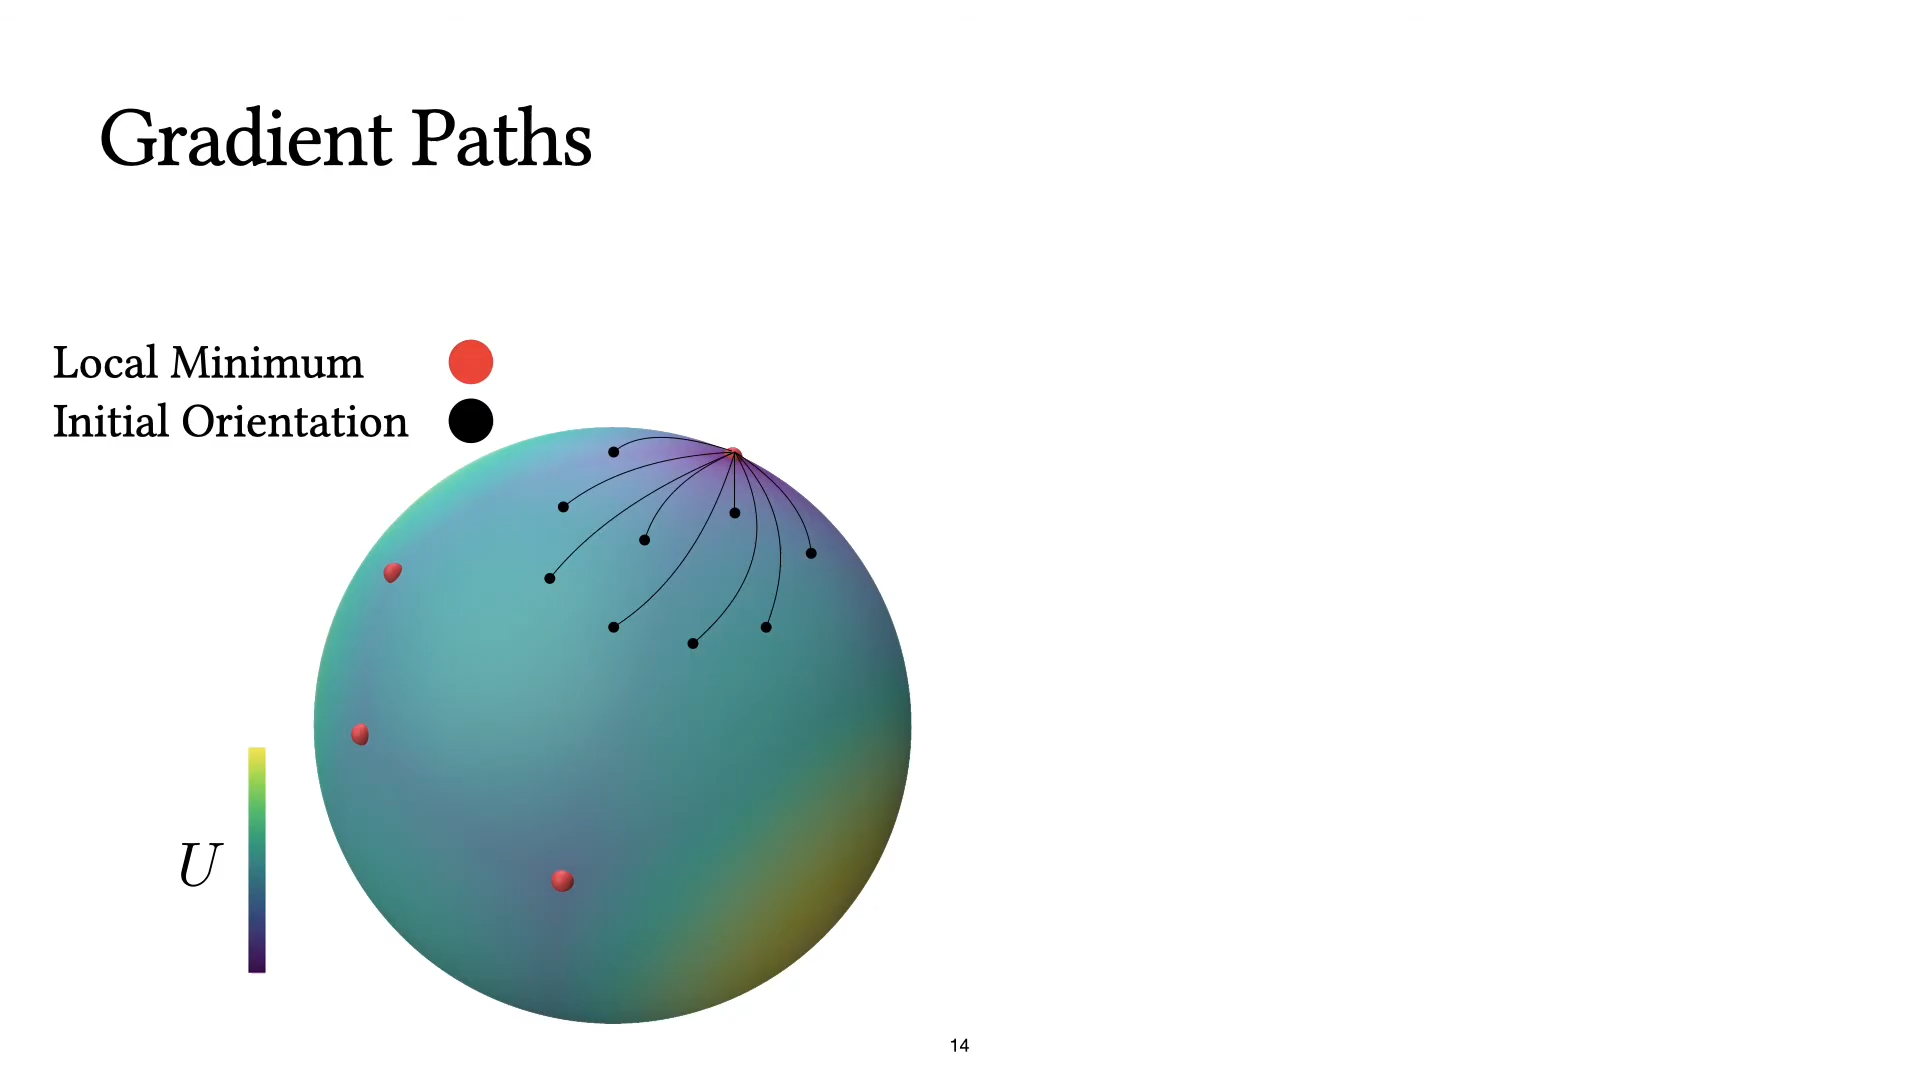 Gradient Paths
Local Minimum
Initial Orientation
U
14